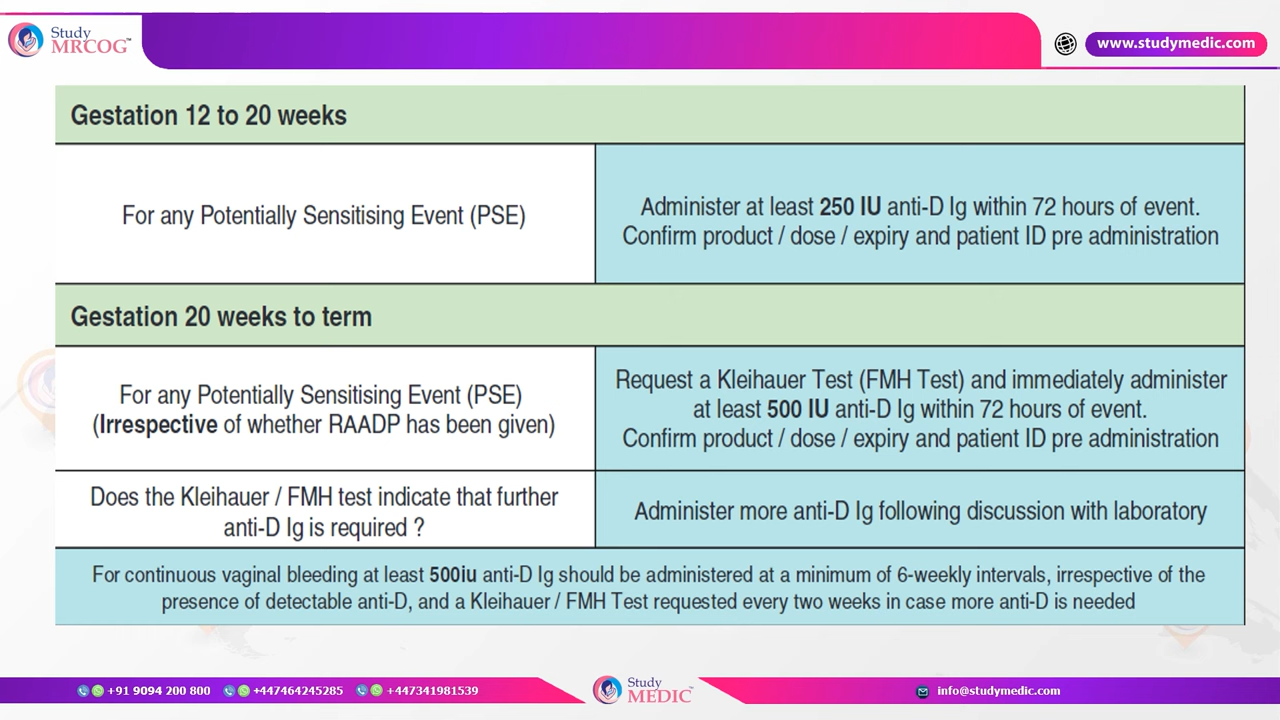 Study
MRCOG™
www.studymedic.com
Gestation 12 to 20 weeks
For any Potentially Sensitising Event (PSE)
Administer at least 250 IU anti-D Ig within 72 hours of event.
Confirm product / dose / expiry and patient ID pre administration
Gestation 20 weeks to term
For any Potentially Sensitising Event (PSE)
(Irrespective of whether RAADP has been given)
Request a Kleihauer Test (FMH Test) and immediately administer
at least 500 IU anti-D Ig within 72 hours of event.
Confirm product / dose / expiry and patient ID pre administration
Does the Kleihauer / FMH test indicate that further
anti-D Ig is required ?
Administer more anti-D Ig following discussion with laboratory
For continuous vaginal bleeding at least 500iu anti-D Ig should be administered at a minimum of 6-weekly intervals, irrespective of the
presence of detectable anti-D, and a Kleihauer / FMH Test requested every two weeks in case more anti-D is needed
+91 9094 200 800
+447464245285
+447341981539
Study
MEDIC™
info@studymedic.com